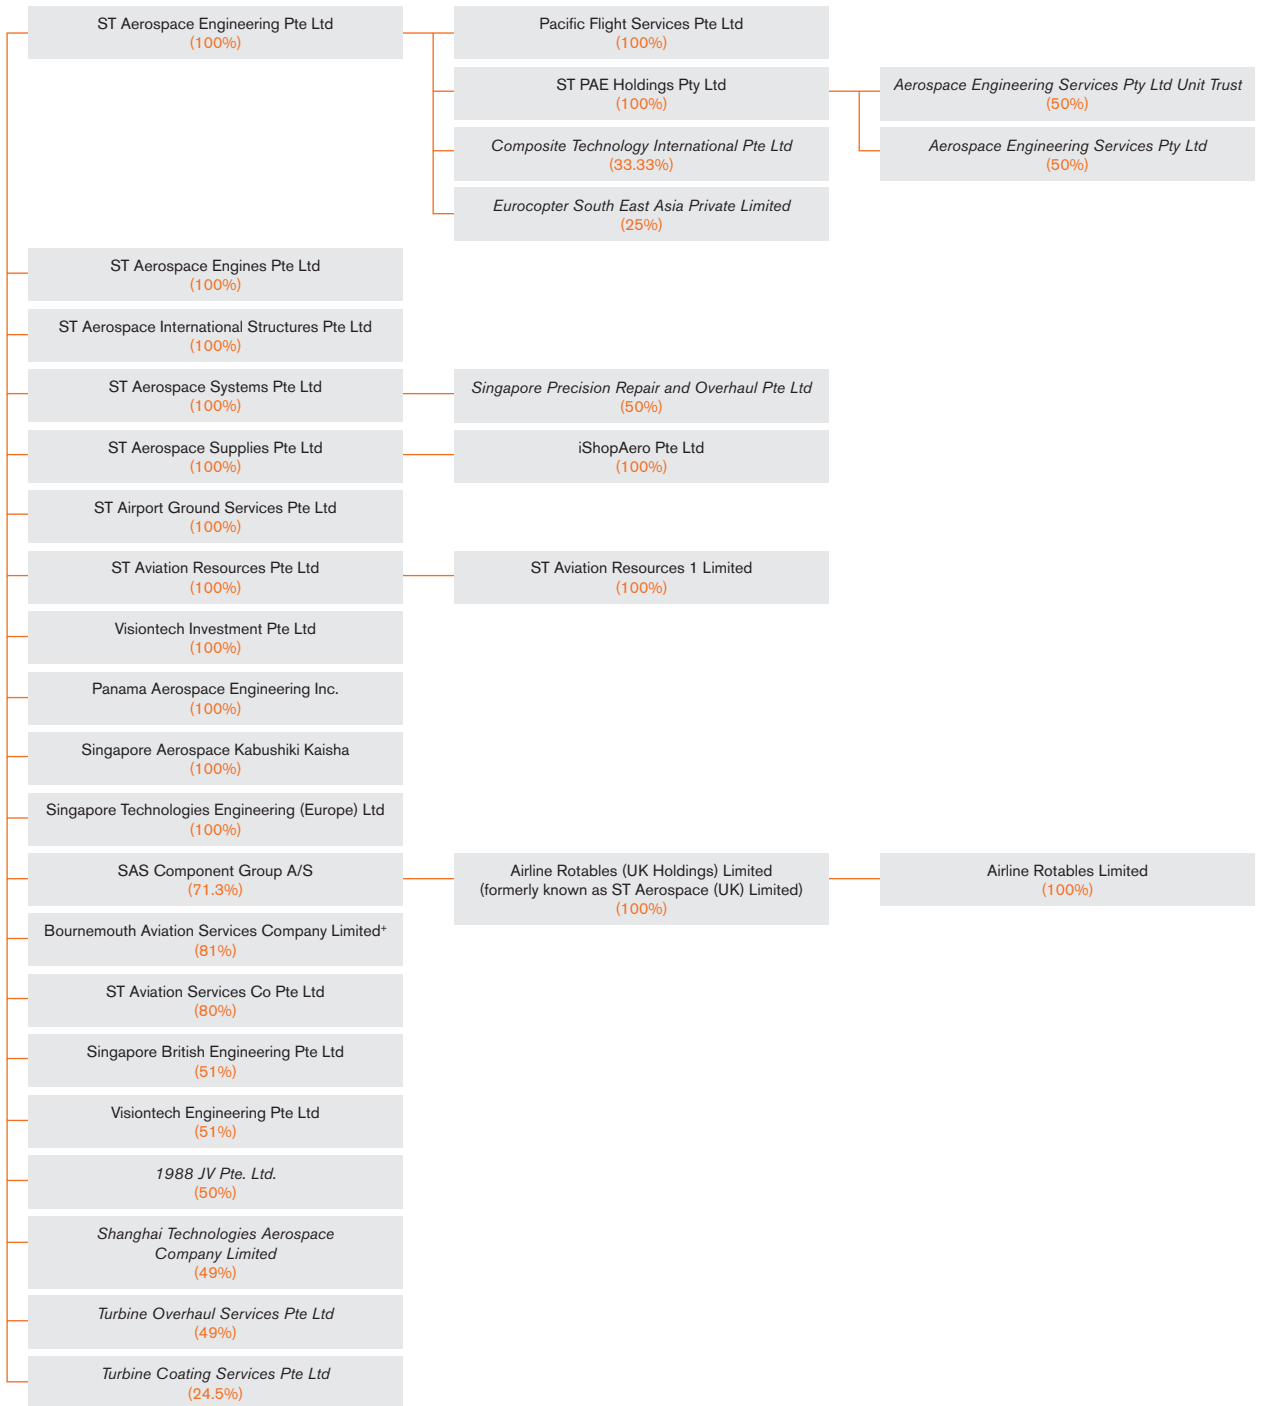 ST Aerospace Engineering Pte Ltd
(100%)
Pacific Flight Services Pte Ltd
(100%)
ST PAE Holdings Pty Ltd
(100%)
Aerospace Engineering Services Pty Ltd Unit Trust
(50%)
Composite Technology International Pte Ltd
(33.33%)
Aerospace Engineering Services Pty Ltd
(50%)
Eurocopter South East Asia Private Limited
(25%)
ST Aerospace Engines Pte Ltd
(100%)
ST Aerospace International Structures Pte Ltd
(100%)
ST Aerospace Systems Pte Ltd
(100%)
Singapore Precision Repair and Overhaul Pte Ltd
(50%)
ST Aerospace Supplies Pte Ltd
(100%)
iShopAero Pte Ltd
(100%)
ST Airport Ground Services Pte Ltd
(100%)
ST Aviation Resources Pte Ltd
(100%)
ST Aviation Resources 1 Limited
(100%)
Visiontech Investment Pte Ltd
(100%)
Panama Aerospace Engineering Inc.
(100%)
Singapore Aerospace Kabushiki Kaisha
(100%)
Singapore Technologies Engineering (Europe) Ltd
(100%)
SAS Component Group A/S
(71.3%)
Airline Rotables (UK Holdings) Limited
(formerly known as ST Aerospace (UK) Limited)
(100%)
Airline Rotables Limited
(100%)
Bournemouth Aviation Services Company Limited+
(81%)
ST Aviation Services Co Pte Ltd
(80%)
Singapore British Engineering Pte Ltd
(51%)
Visiontech Engineering Pte Ltd
(51%)
1988 JV Pte. Ltd.
(50%)
Shanghai Technologies Aerospace
Company Limited
(49%)
Turbine Overhaul Services Pte Ltd
(49%)
Turbine Coating Services Pte Ltd
(24.5%)